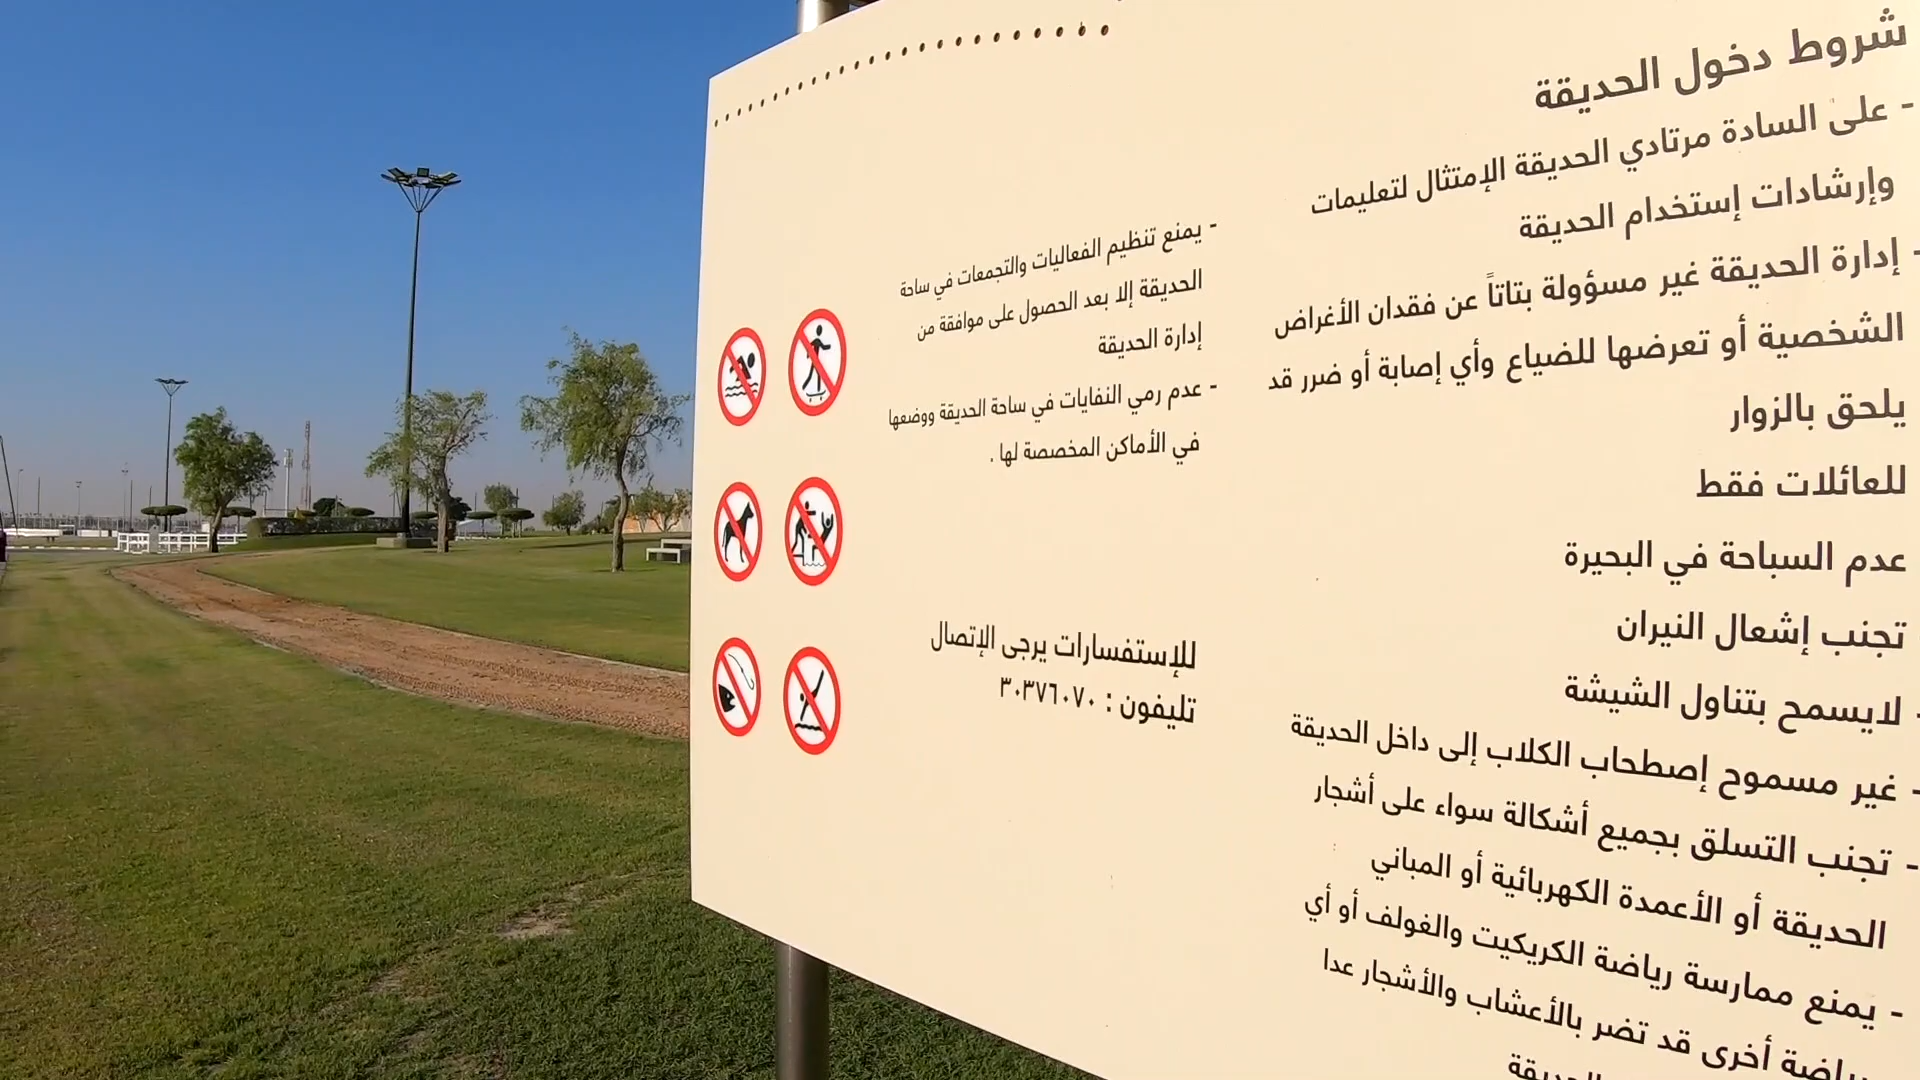 شروط دخول الحديقة
- على السادة مرتادي الحديقة الإمتثال لتعليمات
وإرشادات إستخدام الحديقة
- إدارة الحديقة غير مسؤولة بتاتاً عن فقدان الأغراض
الشخصية أو تعرضها للضياع وأي إصابة أو ضرر قد
يلحق بالزوار
للعائلات فقط
عدم السباحة في البحيرة
تجنب إشعال النيران
- لايسمح بتناول الشيشة
- غير مسموح إصطحاب الكلاب إلى داخل الحديقة
- تجنب التسلق بجميع أشكالة سواء على أشجار
الحديقة أو الأعمدة الكهربائية أو المباني
- يمنع ممارسة رياضة الكريكيت والغولف أو أي
رياضة أخرى قد تضر بالأعشاب والأشجار عدا
الحديقة
- يمنع تنظيم الفعاليات والتجمعات في ساحة
الحديقة إلا بعد الحصول على موافقة من
إدارة الحديقة
- عدم رمي النفايات في ساحة الحديقة ووضعها
في الأماكن المخصصة لها .
للإستفسارات يرجى الإتصال
تليفون : ٣٠٣٧٦٠٧٠